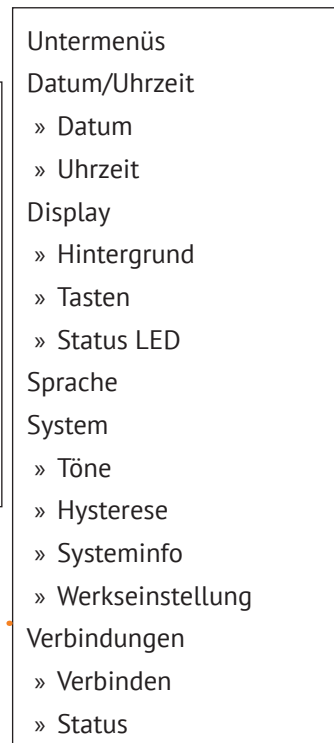 Untermenüs
Datum/Uhrzeit
» Datum
» Uhrzeit
Display
» Hintergrund
» Tasten
» Status LED
Sprache
System
» Töne
» Hysterese
» Systeminfo
» Werkseinstellung
Verbindungen
» Verbinden
» Status